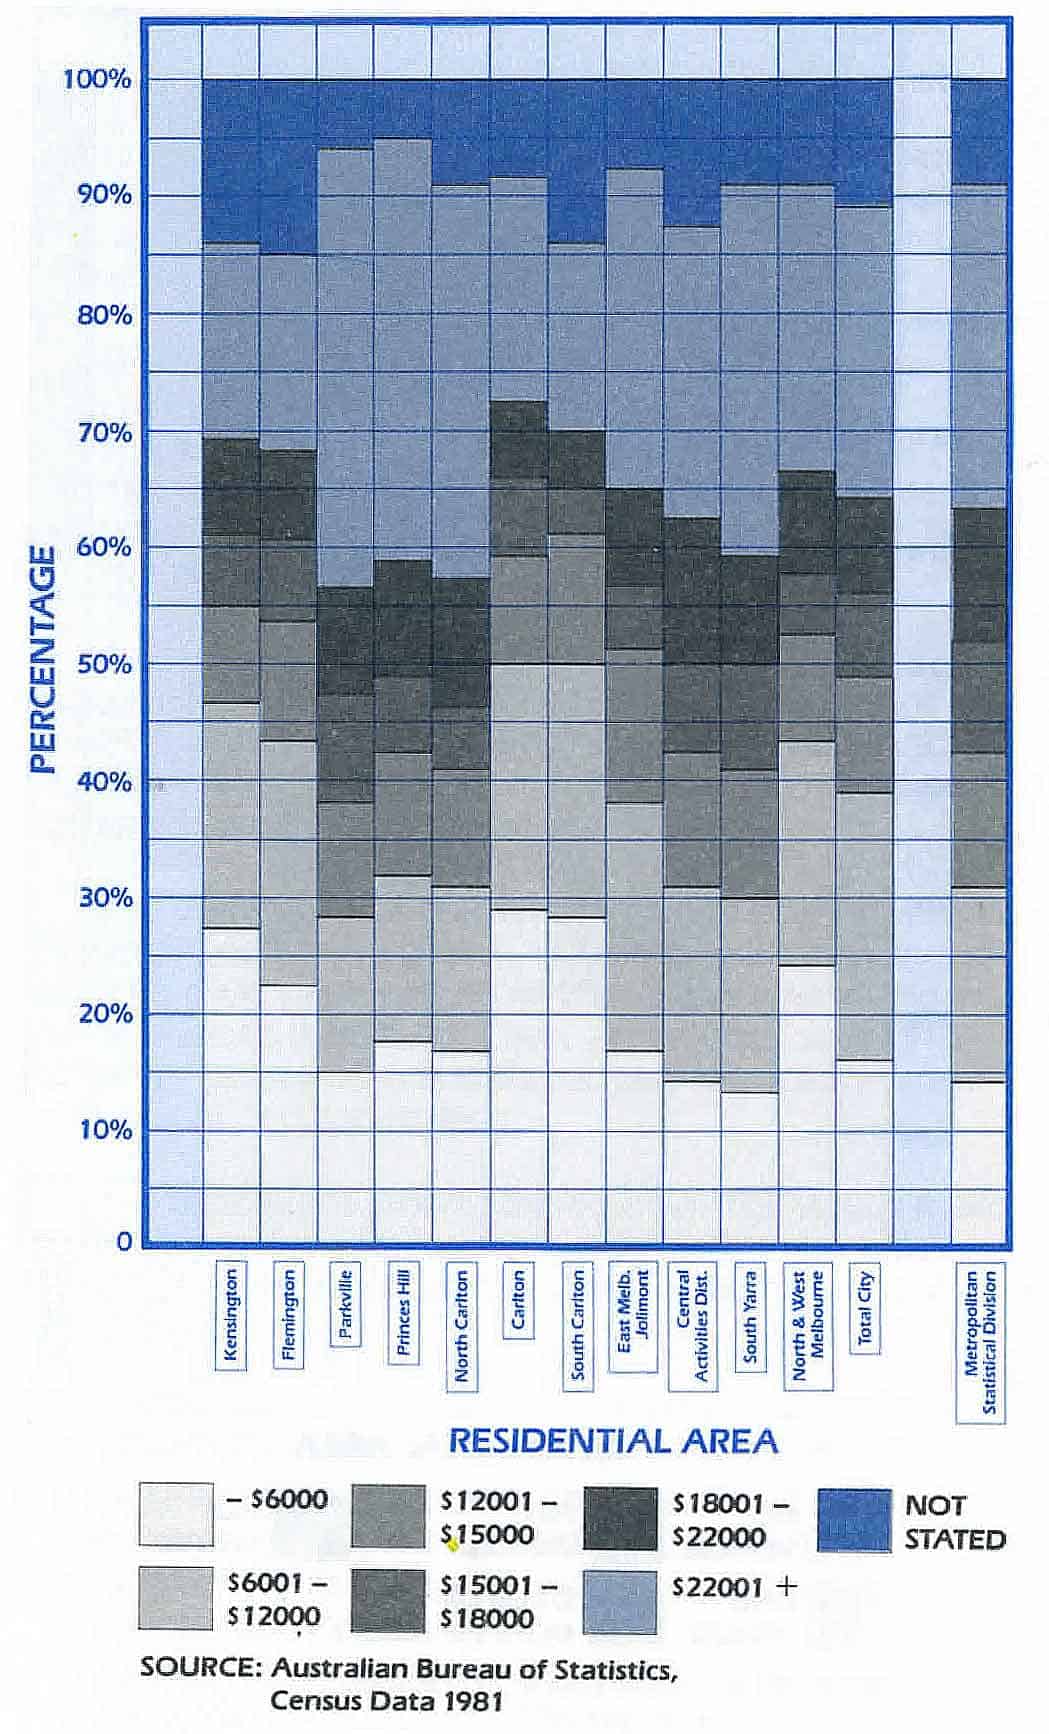 100%
90%
80%
70%
60%
50%
40%
30%
20%
10%
0
PERCENTAGE
Kensington
Flemington
Parkville
Princes Hill
North Carlton
Carlton
South Carlton
East Melb.
Jolimont
Central
Activities Dist.
South Yarra
North & West
Melbourne
Total City
Metropolitan
Statistical Division
RESIDENTIAL AREA
– $6000
$6001 –
$12000
$12001 –
$15000
$15001 –
$18000
$18001 –
$22000
$22001 +
NOT
STATED
SOURCE: Australian Bureau of Statistics,
Census Data 1981